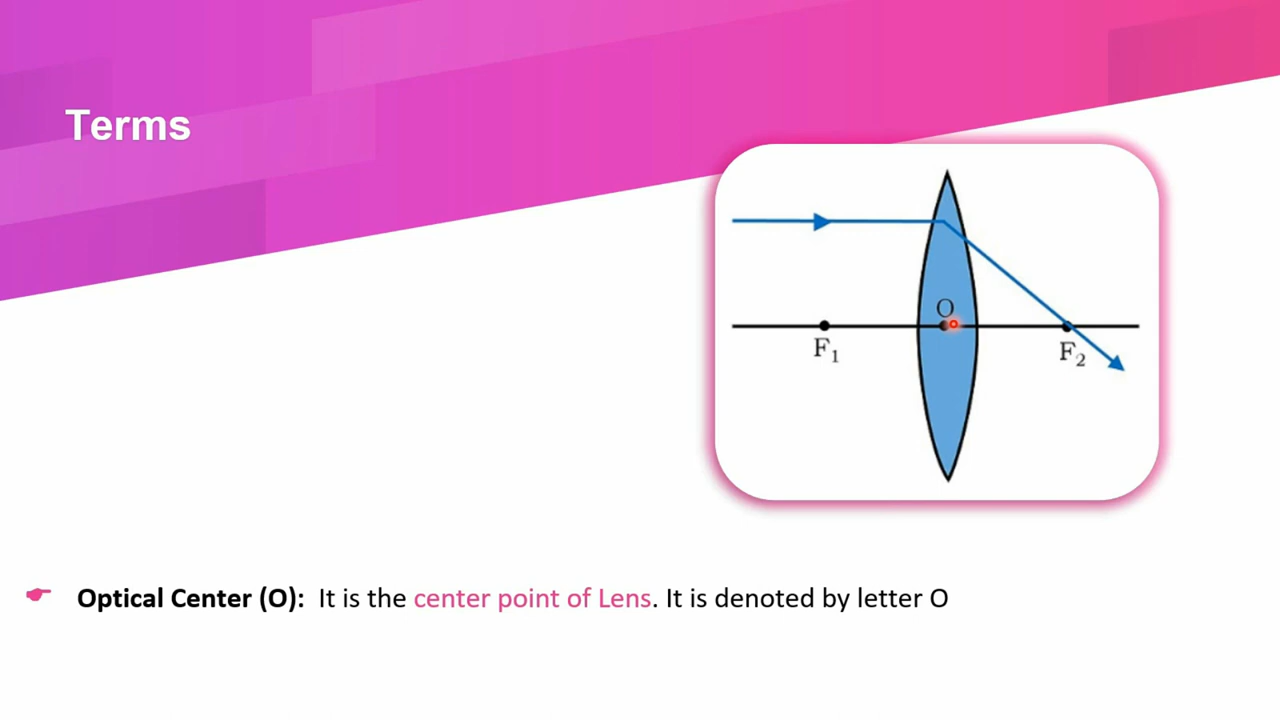 Terms
O
F₁
F₂
Optical Center (O): It is the center point of Lens. It is denoted by letter O